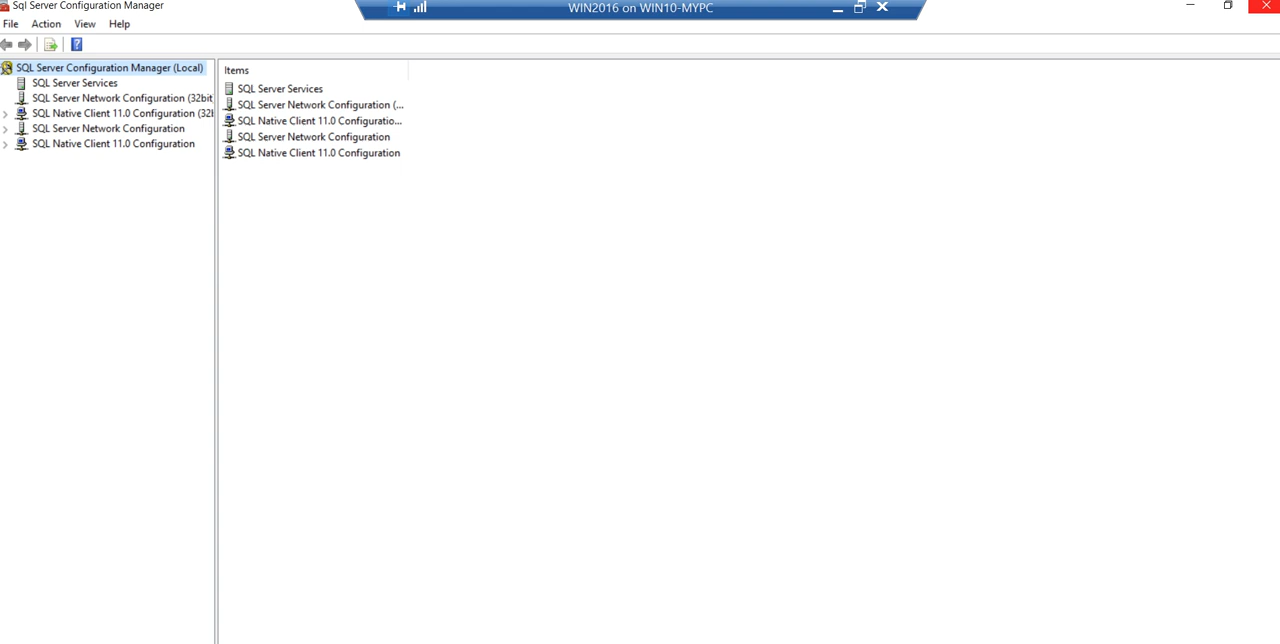 Sql Server Configuration Manager
WIN2016 on WIN10-MYPC
File Action View Help
SQL Server Configuration Manager (Local)
SQL Server Services
SQL Server Network Configuration (32bit
SQL Native Client 11.0 Configuration (32b
SQL Server Network Configuration
SQL Native Client 11.0 Configuration
Items
SQL Server Services
SQL Server Network Configuration (...
SQL Native Client 11.0 Configuratio...
SQL Server Network Configuration
SQL Native Client 11.0 Configuration